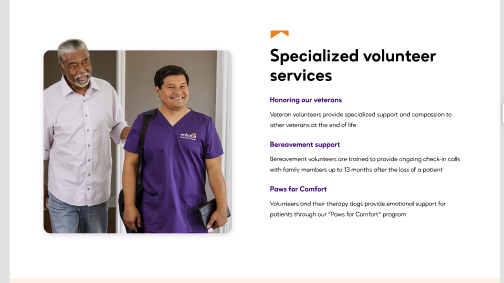 Specialized volunteer
services
Honoring our veterans
Veteran volunteers provide specialized support and compassion to
other veterans at the end of life
Bereavement support
Bereavement volunteers are trained to provide ongoing check-in calls
with family members up to 13 months after the loss of a patient
Paws for Comfort
Volunteers and their therapy dogs provide emotional support for
patients through our "Paws for Comfort" program